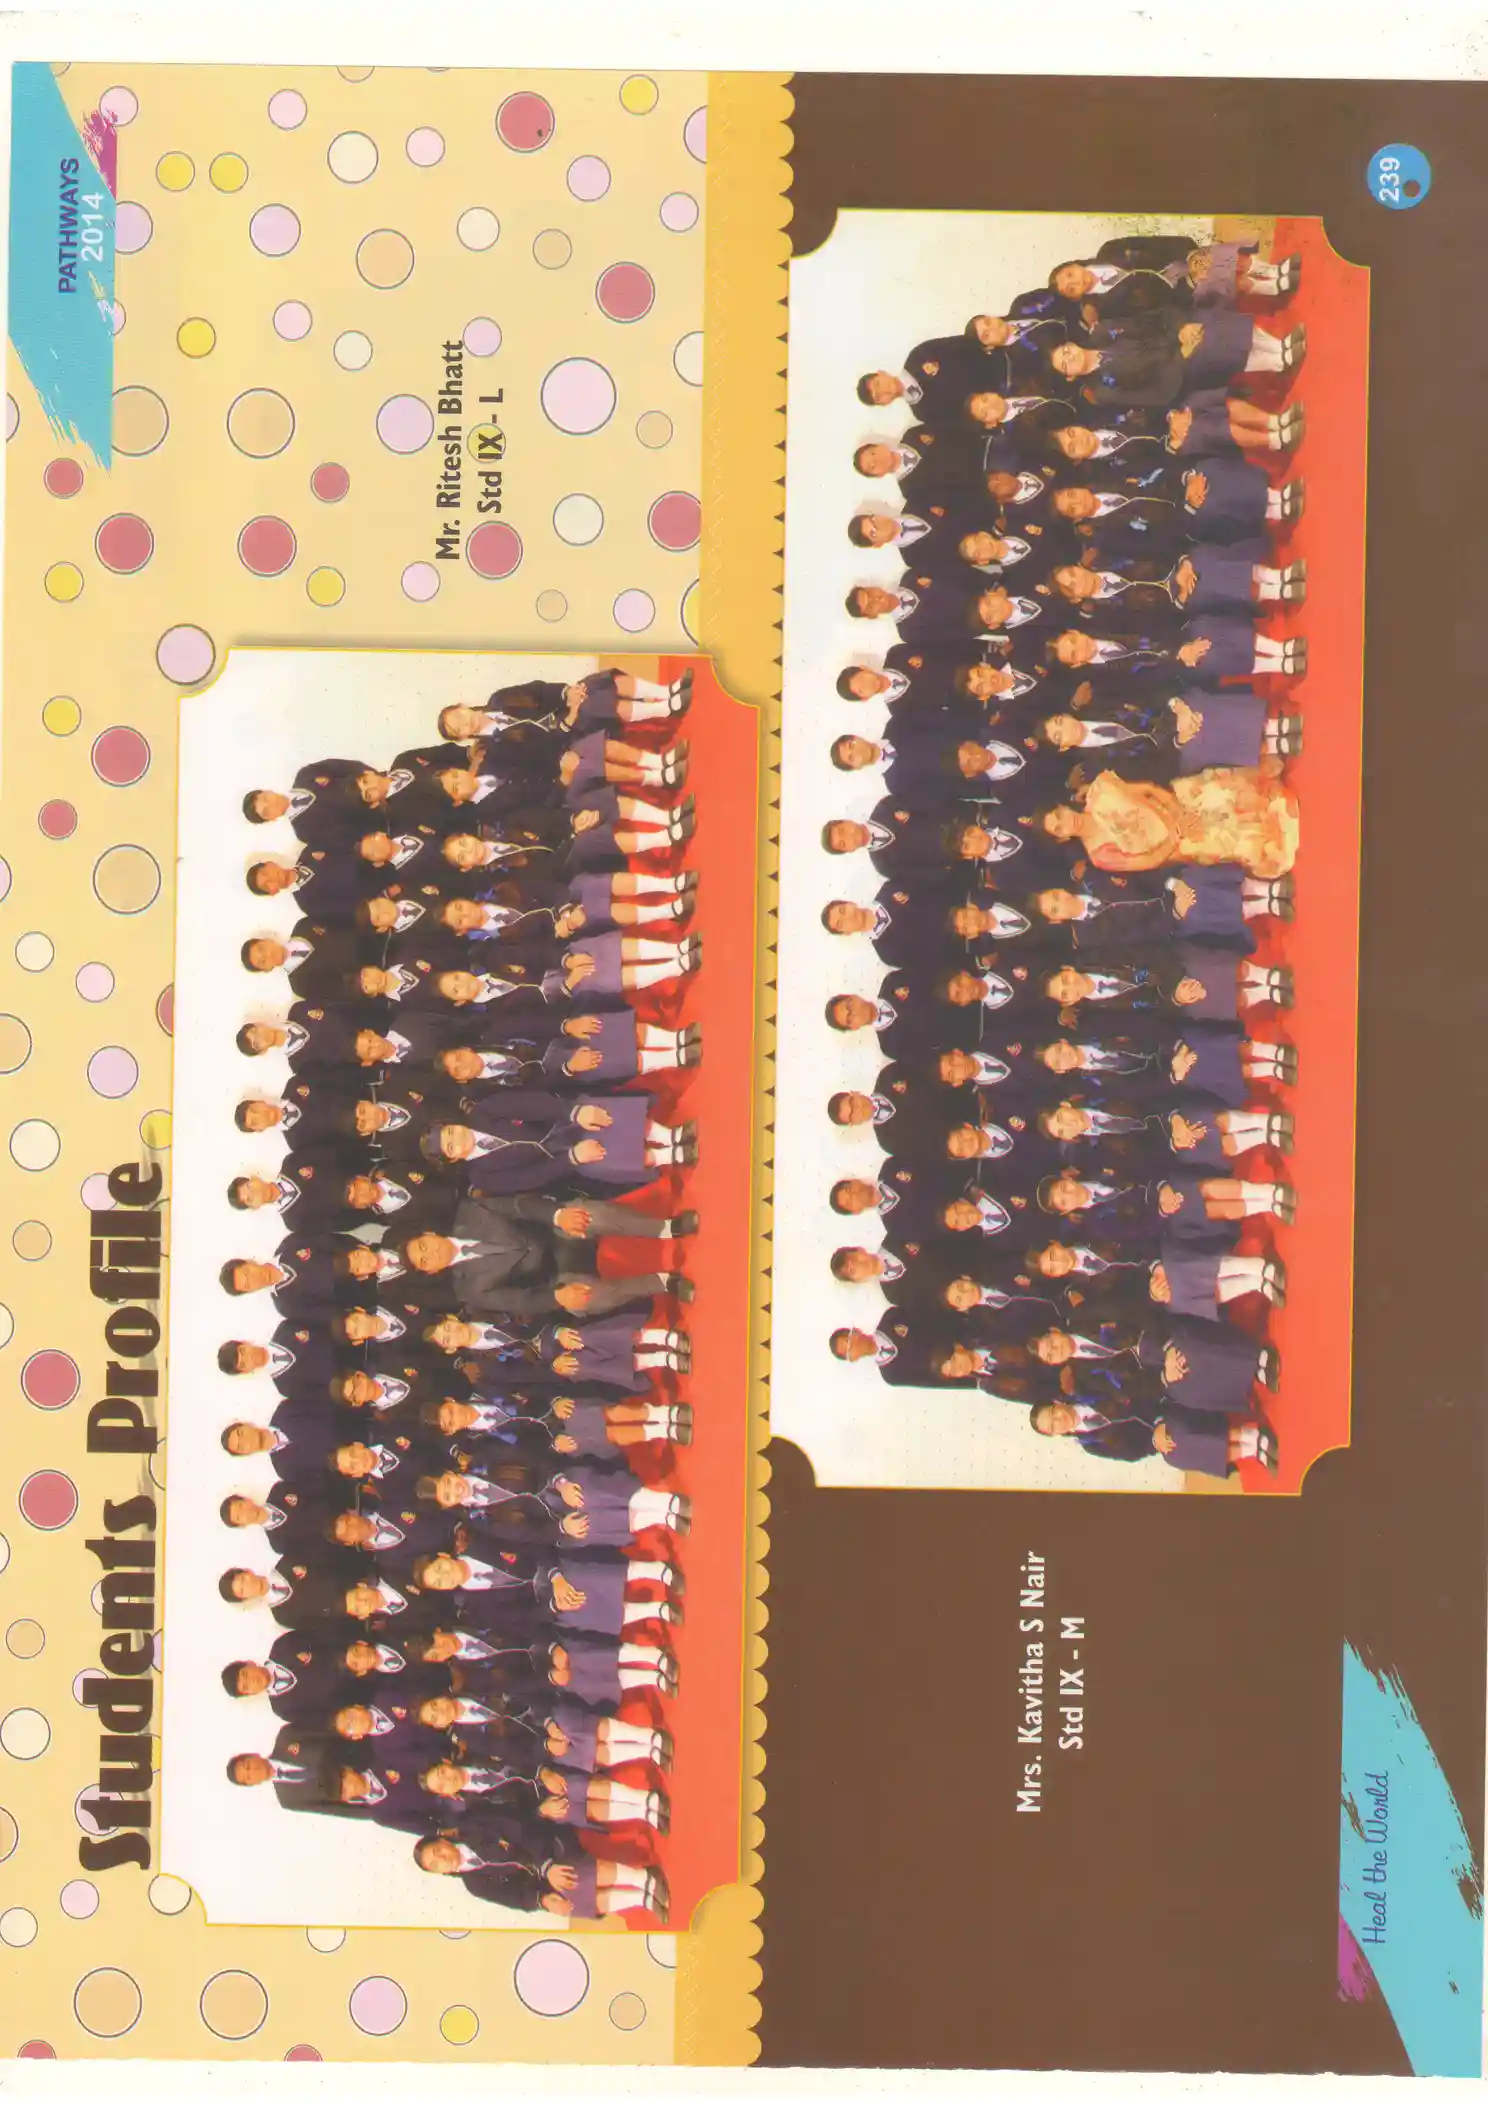 PATHWAYS
2014
Students Profile
Mr. Ritesh Bhatt
Std IX - L
Mrs. Kavitha S Nair
Std IX - M
Heal the World
239